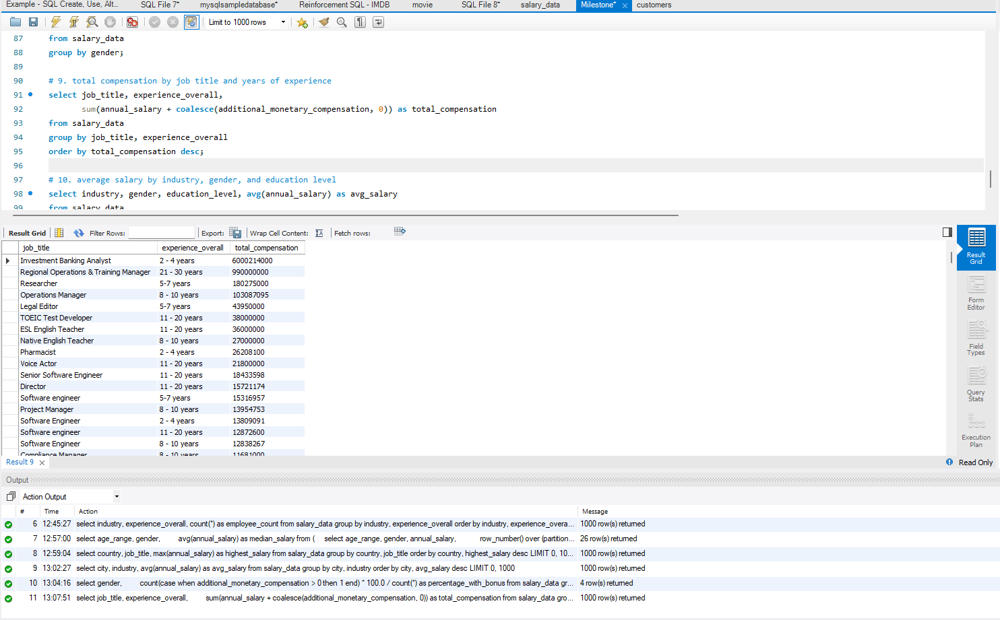 Example - SQL Create, Use, Alt... SQL File 7* mysqlsampledatabase* Reinforcement SQL - IMDB movie SQL File 8* salary_data Milestone* customers
Limit to 1000 rows
87 from salary_data
88 group by gender;
89
90 # 9. total compensation by job title and years of experience
91 select job_title, experience_overall,
92 sum(annual_salary + coalesce(additional_monetary_compensation, 0)) as total_compensation
93 from salary_data
94 group by job_title, experience_overall
95 order by total_compensation desc;
96
97 # 10. average salary by industry, gender, and education level
98 select industry, gender, education_level, avg(annual_salary) as avg_salary
99 from salary_data
Result Grid Filter Rows: Export: Wrap Cell Content: Fetch rows:
job_title experience_overall total_compensation
Investment Banking Analyst 2 - 4 years 6000214000
Regional Operations & Training Manager 21 - 30 years 990000000
Researcher 5-7 years 180275000
Operations Manager 8 - 10 years 103087095
Legal Editor 5-7 years 43950000
TOEIC Test Developer 11 - 20 years 38000000
ESL English Teacher 11 - 20 years 36000000
Native English Teacher 8 - 10 years 27000000
Pharmacist 2 - 4 years 26208100
Voice Actor 11 - 20 years 21800000
Senior Software Engineer 11 - 20 years 18433598
Director 11 - 20 years 15721174
Software engineer 5-7 years 15316957
Project Manager 8 - 10 years 13954753
Software Engineer 2 - 4 years 13809091
Software engineer 11 - 20 years 12872600
Software Engineer 8 - 10 years 12838267
Compliance Manager 8 - 10 years 11681000
Result
Grid
Form
Editor
Field
Types
Query
Stats
Execution
Plan
Result 9 Read Only
Output
Action Output
# Time Action Message
6 12:45:27 select industry, experience_overall, count(*) as employee_count from salary_data group by industry, experience_overall order by industry, experience_overa... 1000 row(s) returned
7 12:57:00 select age_range, gender, avg(annual_salary) as median_salary from ( select age_range, gender, annual_salary, row_number() over (partition... 26 row(s) returned
8 12:59:04 select country, job_title, max(annual_salary) as highest_salary from salary_data group by country, job_title order by country, highest_salary desc LIMIT 0, 10... 1000 row(s) returned
9 13:02:27 select city, industry, avg(annual_salary) as avg_salary from salary_data group by city, industry order by city, avg_salary desc LIMIT 0, 1000 1000 row(s) returned
10 13:04:16 select gender, count(case when additional_monetary_compensation > 0 then 1 end) * 100.0 / count(*) as percentage_with_bonus from salary_data gr... 4 row(s) returned
11 13:07:51 select job_title, experience_overall, sum(annual_salary + coalesce(additional_monetary_compensation, 0)) as total_compensation from salary_data gro... 1000 row(s) returned